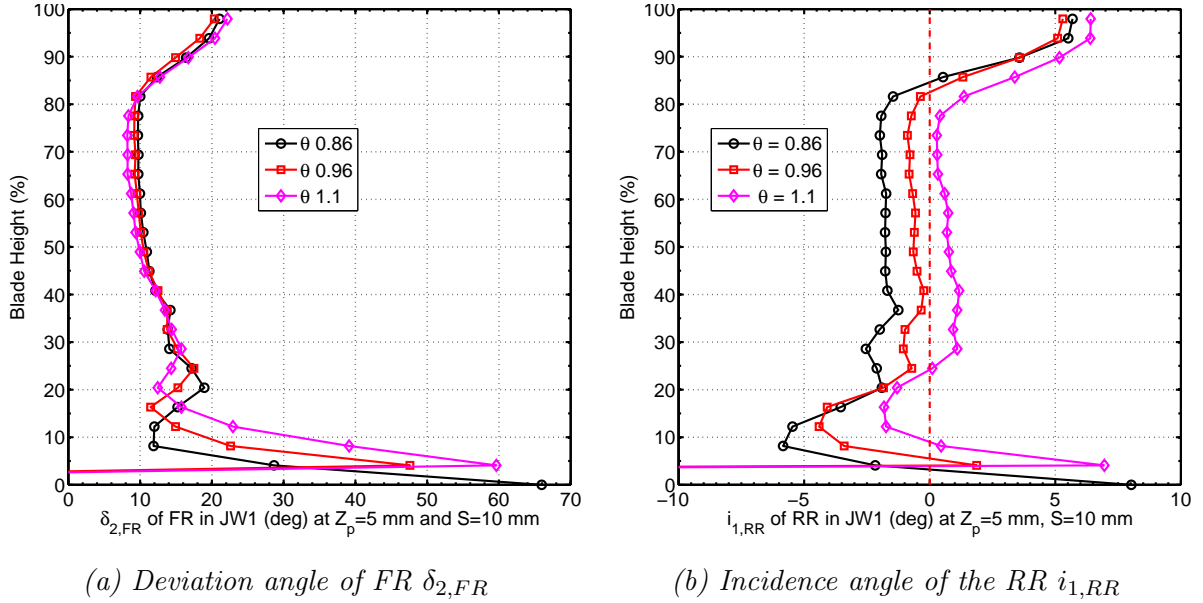 100
90
80
70
60
50
40
30
20
10
0
Blade Height (%)
θ 0.86
θ 0.96
θ 1.1
0 10 20 30 40 50 60 70
δ2,FR of FR in JW1 (deg) at Zp=5 mm and S=10 mm
(a) Deviation angle of FR δ2,FR
100
90
80
70
60
50
40
30
20
10
0
Blade Height (%)
θ = 0.86
θ = 0.96
θ = 1.1
−10 −5 0 5 10
i1,RR of RR in JW1 (deg) at Zp=5 mm, S=10 mm
(b) Incidence angle of the RR i1,RR